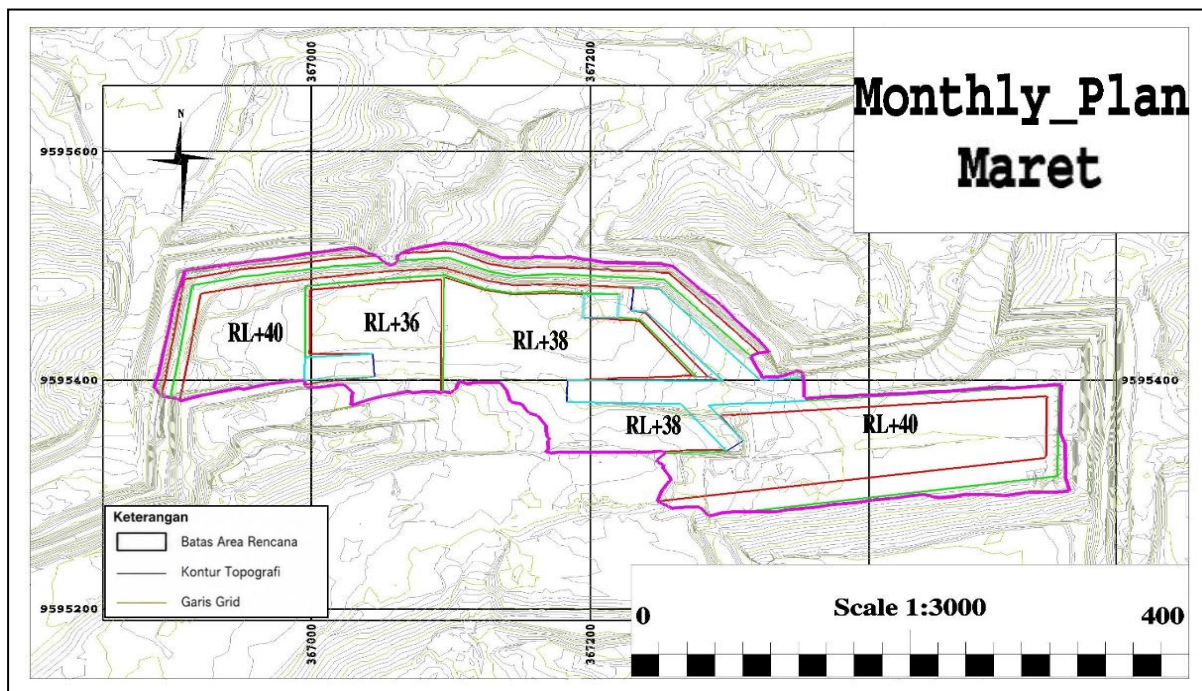 Monthly_Plan
Maret
367000
367200
N
9595600
RL+40
RL+36
RL+38
9595400
9595400
RL+38
RL+40
Keterangan
Batas Area Rencana
Kontur Topografi
Garis Grid
9595200
367000
367200
0
Scale 1:3000
400